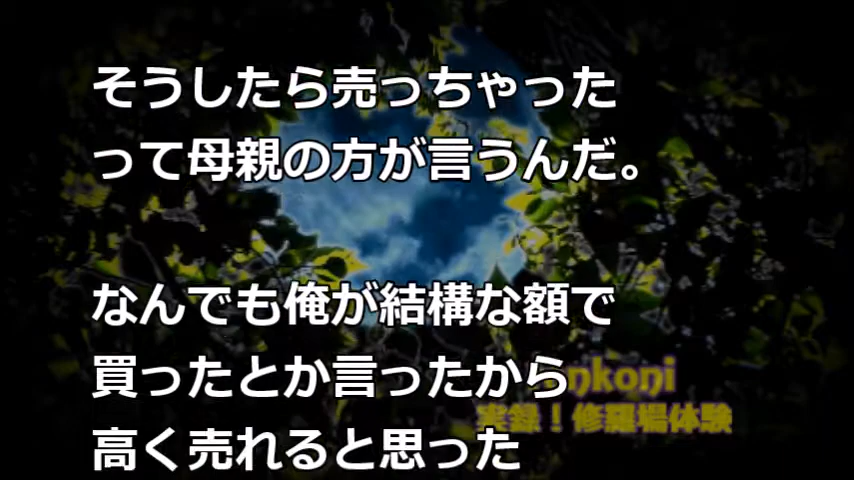 そうしたら売っちゃった
って母親の方が言うんだ。
なんでも俺が結構な額で
買ったとか言ったから
nkoni
実録！修羅場体験
高く売れると思った